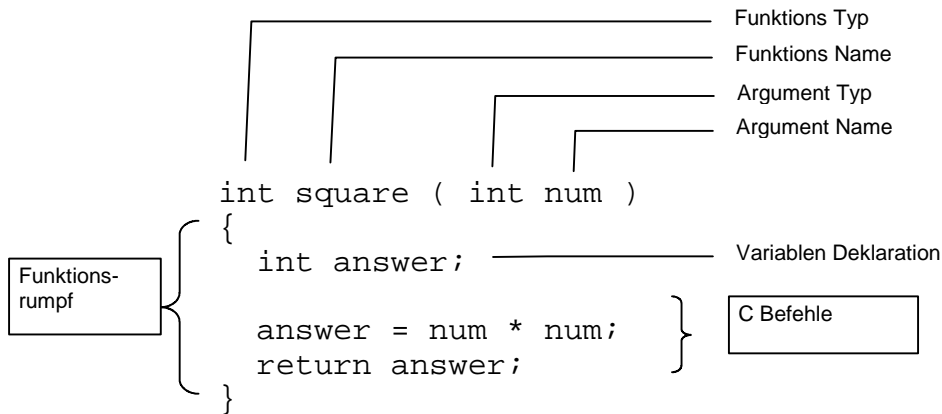 Funktions Typ
Funktions Name
Argument Typ
Argument Name
int square ( int num )
{
int answer;
Variablen Deklaration
Funktions-
rumpf
C Befehle
answer = num * num;
return answer;
}